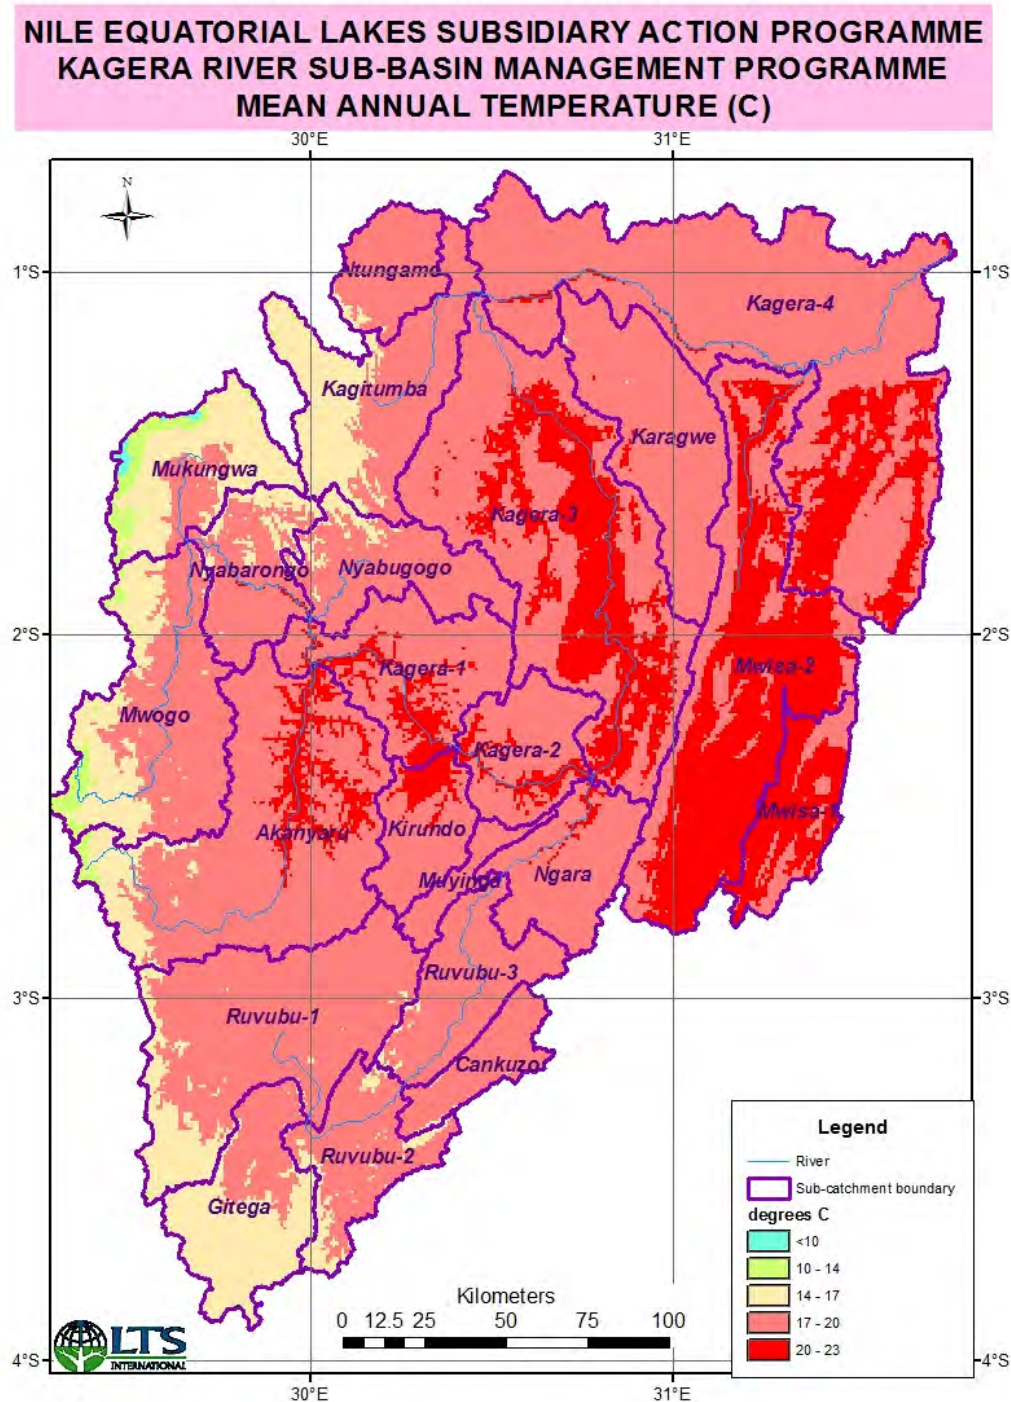 NILE EQUATORIAL LAKES SUBSIDIARY ACTION PROGRAMME
KAGERA RIVER SUB-BASIN MANAGEMENT PROGRAMME
MEAN ANNUAL TEMPERATURE (C)
30°E 31°E
N
1°S 1°S
Ntungamo
Kagera-4
Kagitumba
Karagwe
Mukungwa
Kagera-3
Nyabarongo
Nyabugogo
2°S 2°S
Kagera-1
Mwisa-2
Mwogo
Kagera-2
Mwisa-1
Akanyaru
Kirundo
Muyinga
Ngara
Ruvubu-3
3°S 3°S
Ruvubu-1
Cankuzo
Ruvubu-2
Gitega
Legend
River
Sub-catchment boundary
degrees C
<10
10 - 14
14 - 17
17 - 20
20 - 23
Kilometers
0 12.5 25 50 75 100
LTS
INTERNATIONAL
4°S 4°S
30°E 31°E